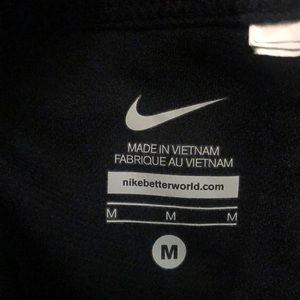 MADE IN VIETNAM
FABRIQUE AU VIETNAM
nikebetterworld.com
M M M
M